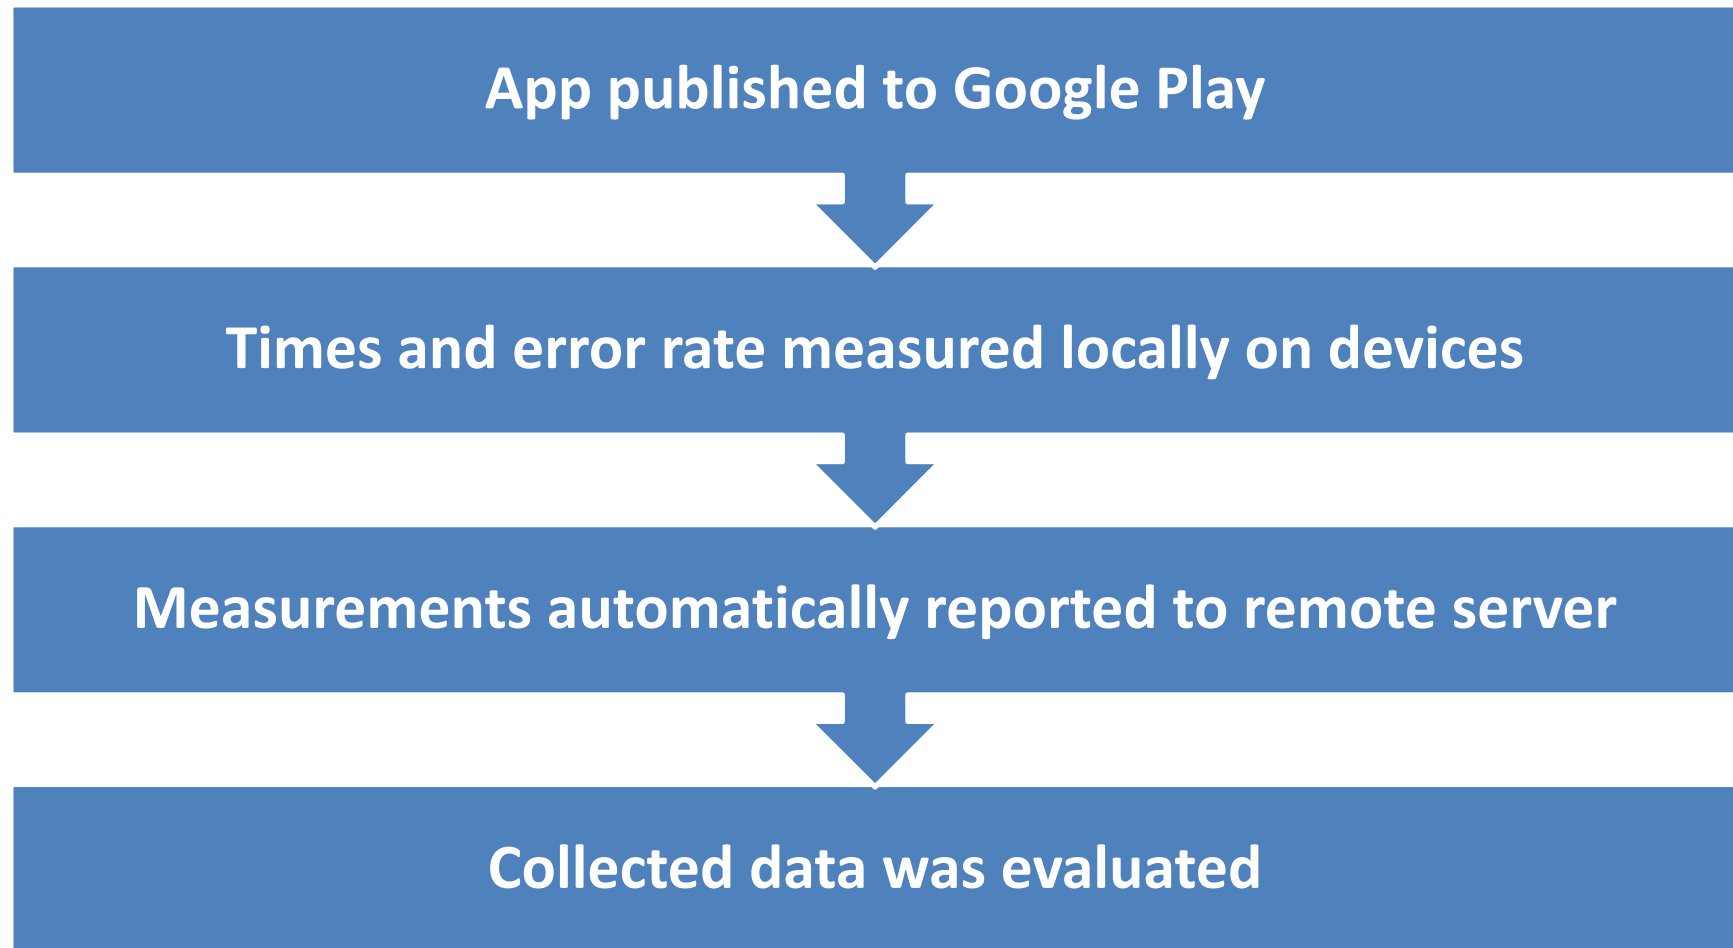 App published to Google Play
Times and error rate measured locally on devices
Measurements automatically reported to remote server
Collected data was evaluated